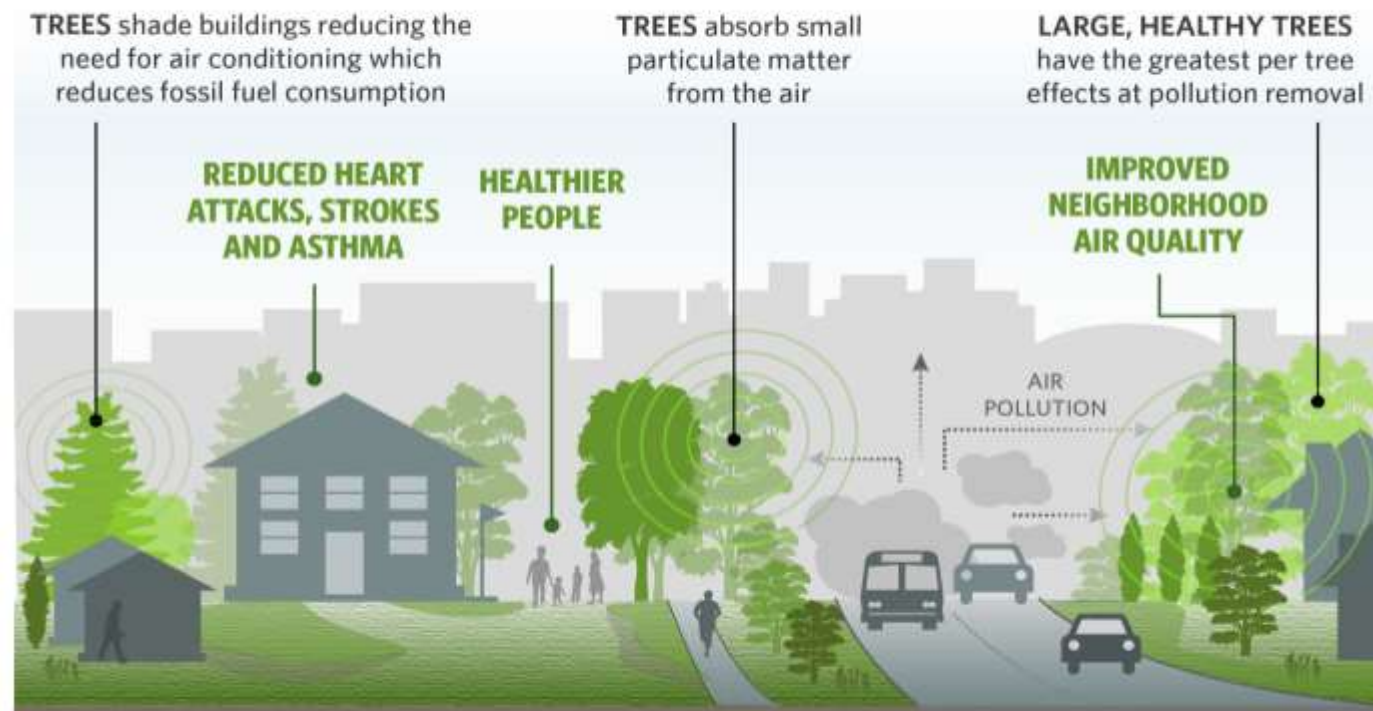 TREES shade buildings reducing the
need for air conditioning which
reduces fossil fuel consumption
TREES absorb small
particulate matter
from the air
LARGE, HEALTHY TREES
have the greatest per tree
effects at pollution removal
REDUCED HEART
ATTACKS, STROKES
AND ASTHMA
HEALTHIER
PEOPLE
IMPROVED
NEIGHBORHOOD
AIR QUALITY
AIR
POLLUTION